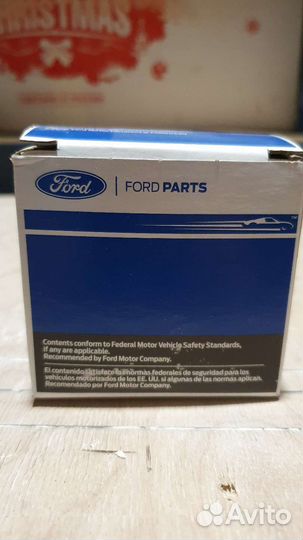 CHRISTMAS
Ford
FORD PARTS
Contents conform to Federal Motor Vehicle Safety Standards,
if any are applicable.
Recommended by Ford Motor Company.
El contenido satisface las normas federales de seguridad para los
vehículos motorizados de los EE. UU. si algunas de las normas aplican.
Recomendado por Ford Motor Company.
Avito